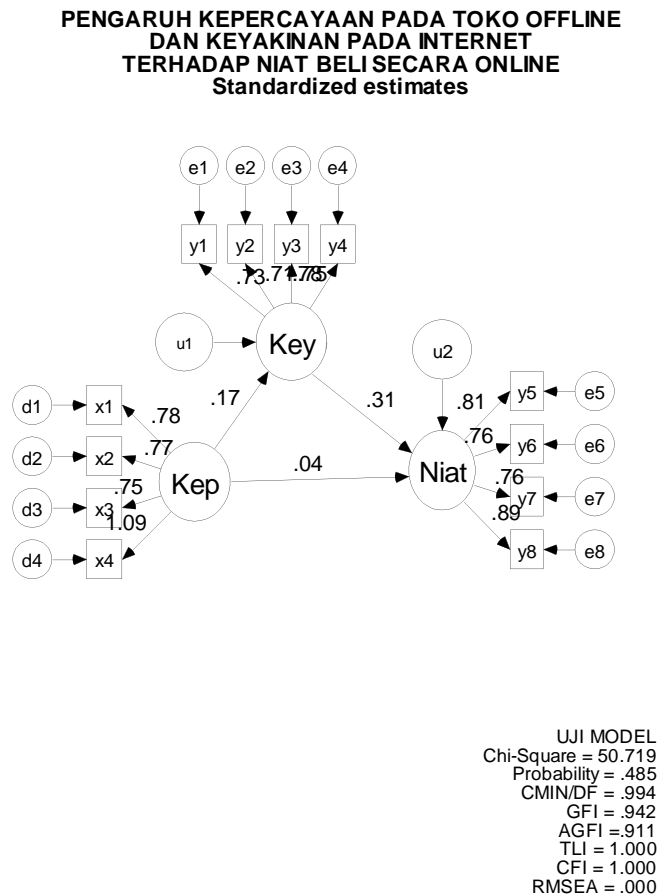 PENGARUH KEPERCAYAAN PADA TOKO OFFLINE
DAN KEYAKINAN PADA INTERNET
TERHADAP NIAT BELI SECARA ONLINE
Standardized estimates
e1 e2 e3 e4
y1 y2 y3 y4
.73 .71 .78 .75
u1 Key u2
.17 .31
d1 x1 .78
d2 x2 .77
d3 x3 .75
d4 x4 1.09
Kep .04 Niat
.81 y5 e5
.76 y6 e6
.76 y7 e7
.89 y8 e8
UJI MODEL
Chi-Square = 50.719
Probability = .485
CMIN/DF = .994
GFI = .942
AGFI =.911
TLI = 1.000
CFI = 1.000
RMSEA = .000